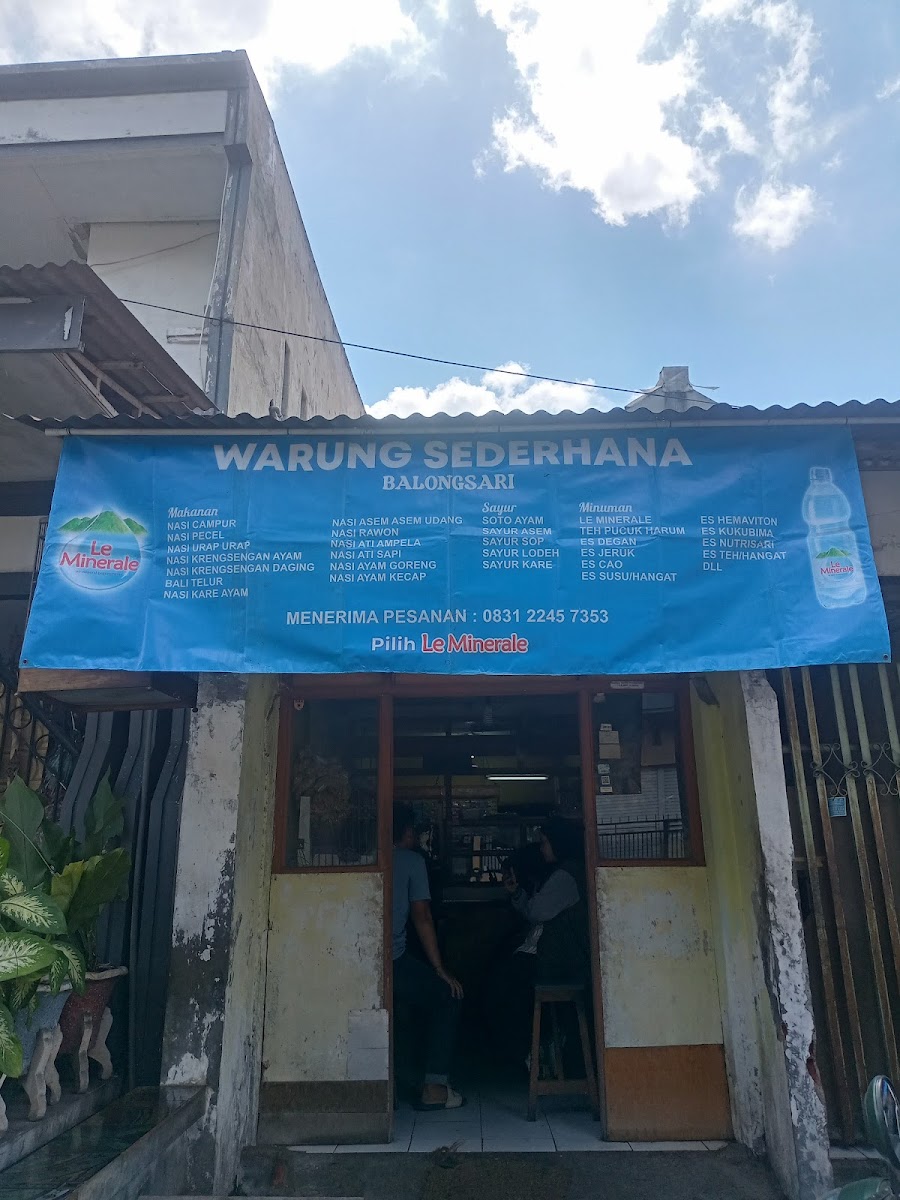 WARUNG SEDERHANA
BALONGSARI
Le
Minerale
Makanan
NASI CAMPUR
NASI PECEL
NASI URAP URAP
NASI KRENGSENGAN AYAM
NASI KRENGSENGAN DAGING
BALI TELUR
NASI KARE AYAM
NASI ASEM ASEM UDANG
NASI RAWON
NASI ATI AMPELA
NASI ATI SAPI
NASI AYAM GORENG
NASI AYAM KECAP
Sayur
SOTO AYAM
SAYUR ASEM
SAYUR SOP
SAYUR LODEH
SAYUR KARE
Minuman
LE MINERALE
TEH PUCUK HARUM
ES DEGAN
ES JERUK
ES CAO
ES SUSU/HANGAT
ES HEMAVITON
ES KUKUBIMA
ES NUTRISARI
ES TEH/HANGAT
DLL
Le
Minerale
MENERIMA PESANAN : 0831 2245 7353
Pilih Le Minerale